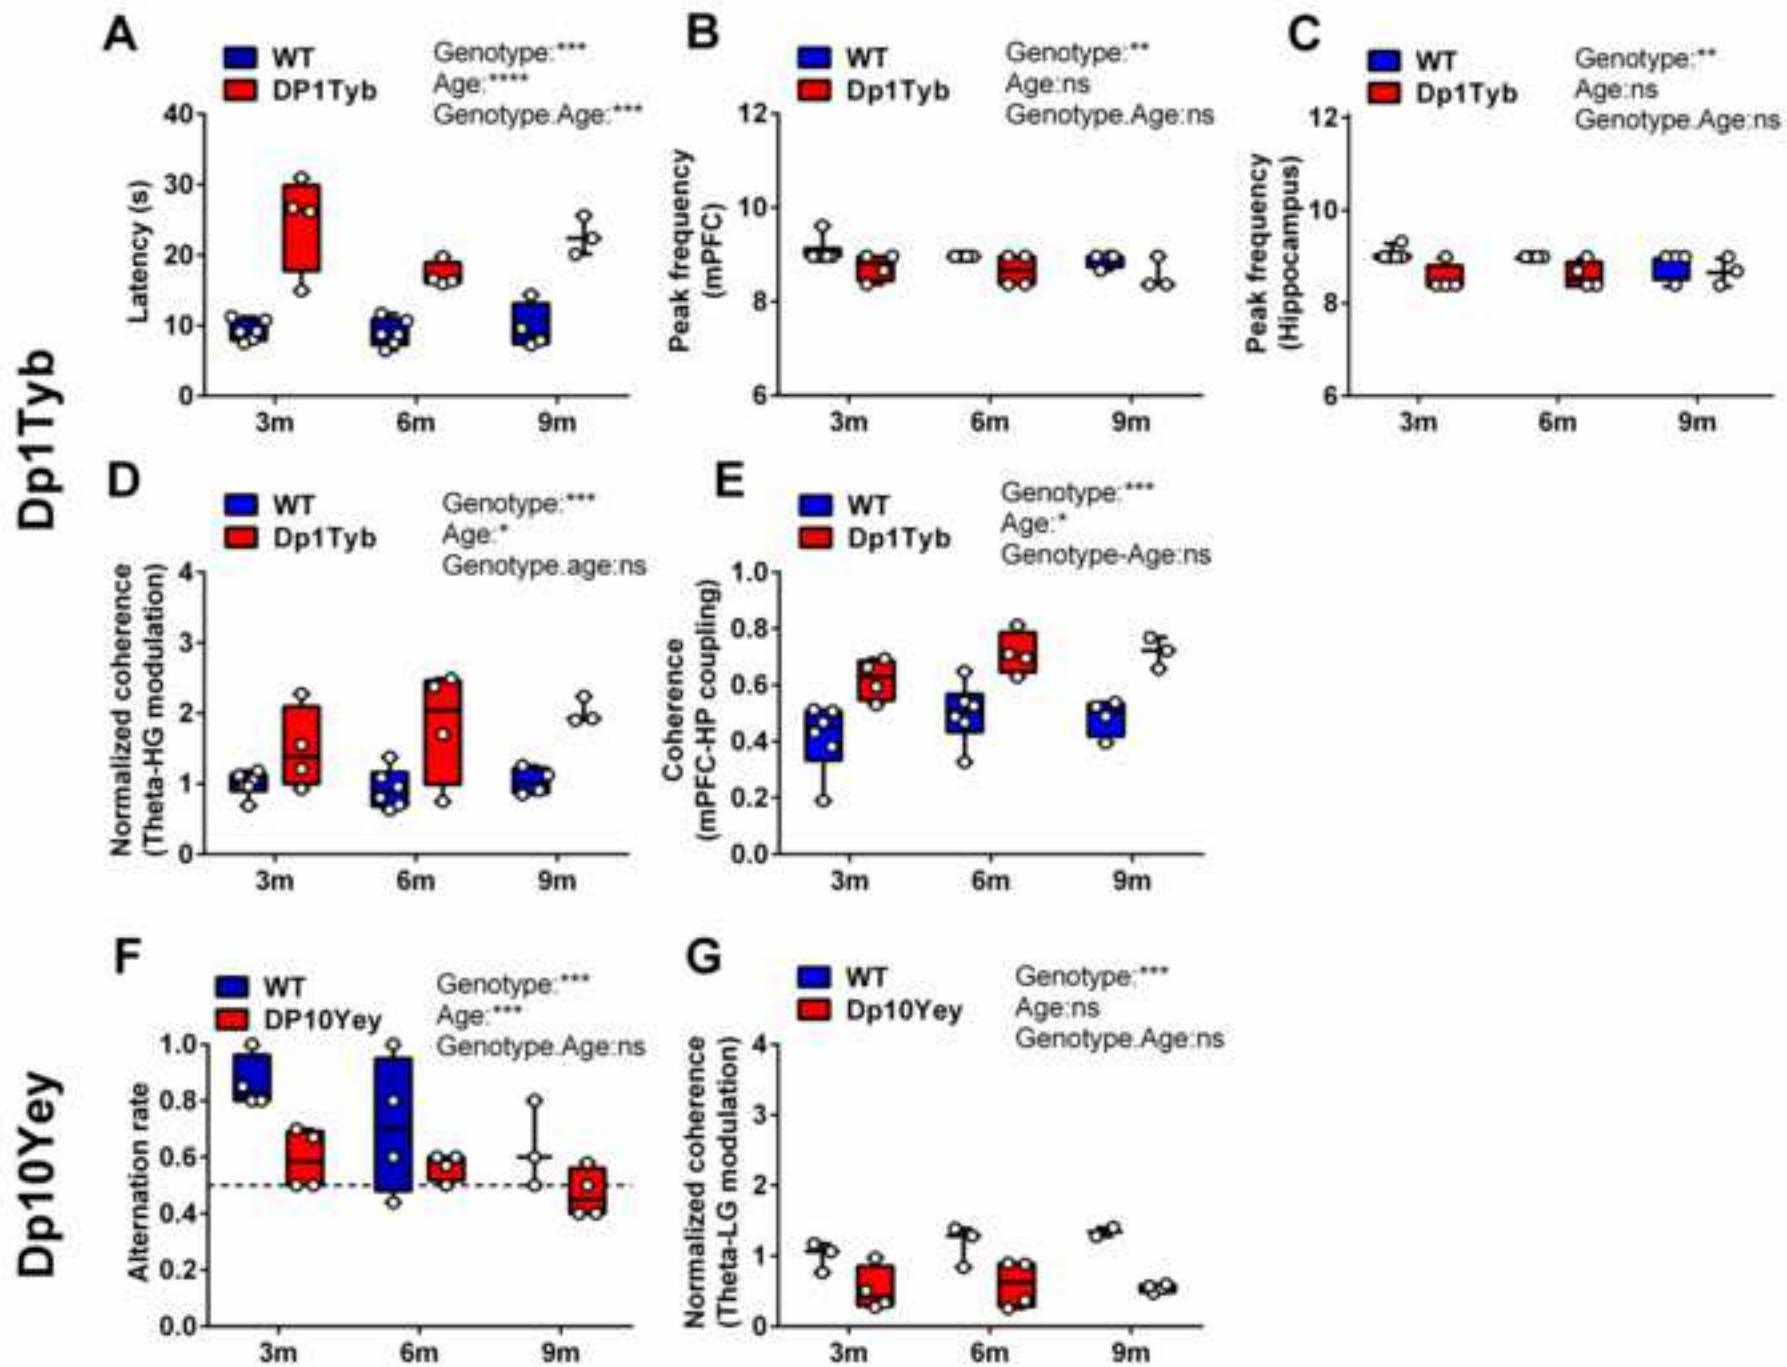 Dp1Tyb
A
WT
DP1Tyb
Genotype:***
Age:****
Genotype.Age:***
Latency (s)
40
30
20
10
0
3m 6m 9m
B
WT
Dp1Tyb
Genotype:**
Age:ns
Genotype.Age:ns
Peak frequency
(mPFC)
12
10
8
6
3m 6m 9m
C
WT
Dp1Tyb
Genotype:**
Age:ns
Genotype.Age:ns
Peak frequency
(Hippocampus)
12
10
8
6
3m 6m 9m
D
WT
Dp1Tyb
Genotype:***
Age:*
Genotype.age:ns
Normalized coherence
(Theta-HG modulation)
4
3
2
1
0
3m 6m 9m
E
WT
Dp1Tyb
Genotype:***
Age:*
Genotype-Age:ns
Coherence
(mPFC-HP coupling)
1.0
0.8
0.6
0.4
0.2
0.0
3m 6m 9m
Dp10Yey
F
WT
DP10Yey
Genotype:***
Age:***
Genotype.Age:ns
Alternation rate
1.0
0.8
0.6
0.4
0.2
0.0
3m 6m 9m
G
WT
Dp10Yey
Genotype:***
Age:ns
Genotype.Age:ns
Normalized coherence
(Theta-LG modulation)
4
3
2
1
0
3m 6m 9m